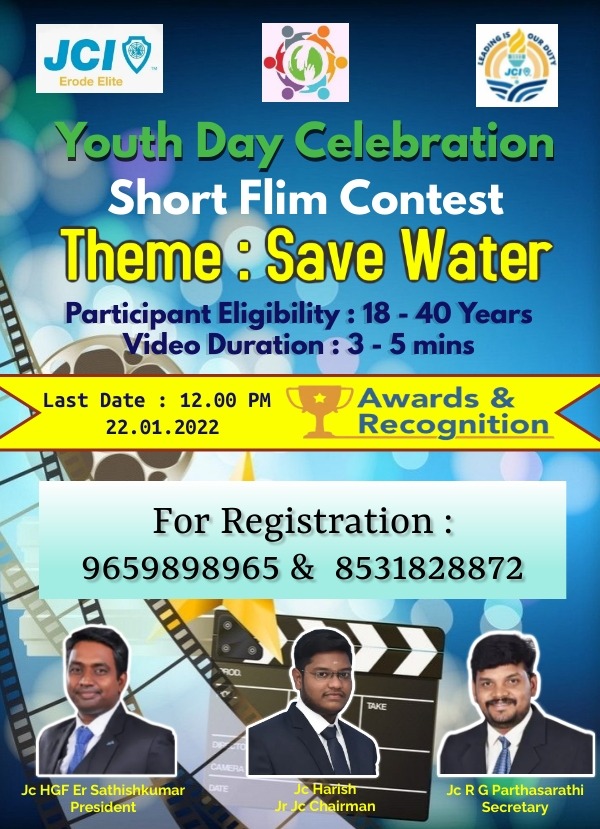 JCI
Erode Elite
LEADING IS OUR DUTY
JCI
Youth Day Celebration
Short Flim Contest
Theme : Save Water
Participant Eligibility : 18 - 40 Years
Video Duration : 3 - 5 mins
Last Date : 12.00 PM
22.01.2022
Awards &
Recognition
For Registration :
9659898965 & 8531828872
PROD.
TAKE
CAMERA
DATE
Jc HGF Er Sathishkumar
President
Jc Harish
Jr Jc Chairman
Jc R G Parthasarathi
Secretary